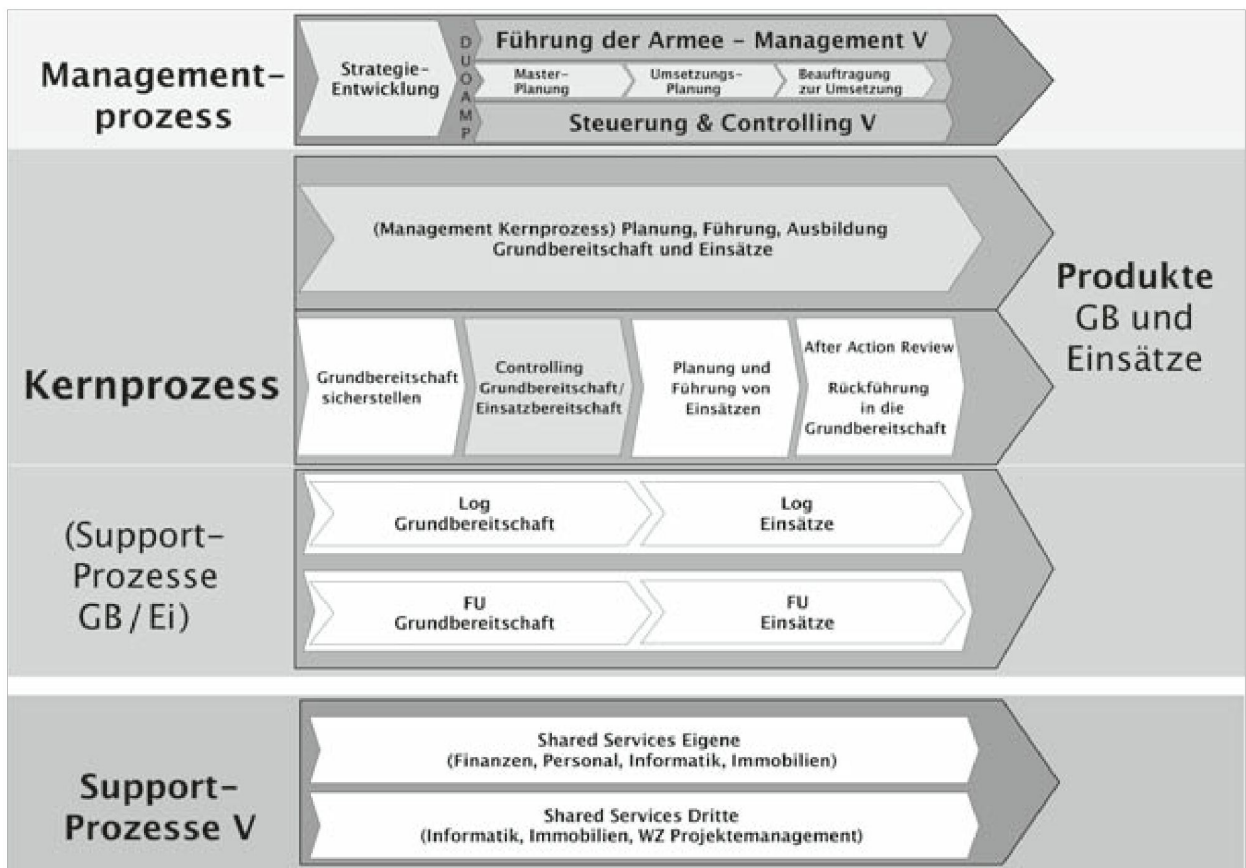 Management-
prozess
Strategie-
Entwicklung
DUOAMP
Führung der Armee – Management V
Master-
Planung
Umsetzungs-
Planung
Beauftragung
zur Umsetzung
Steuerung & Controlling V
Kernprozess
(Management Kernprozess) Planung, Führung, Ausbildung
Grundbereitschaft und Einsätze
Grundbereitschaft
sicherstellen
Controlling
Grundbereitschaft/
Einsatzbereitschaft
Planung und
Führung von
Einsätzen
After Action Review
Rückführung
in die
Grundbereitschaft
Produkte
GB und
Einsätze
(Support-
Prozesse
GB / Ei)
Log
Grundbereitschaft
Log
Einsätze
FU
Grundbereitschaft
FU
Einsätze
Support-
Prozesse V
Shared Services Eigene
(Finanzen, Personal, Informatik, Immobilien)
Shared Services Dritte
(Informatik, Immobilien, WZ Projektemanagement)